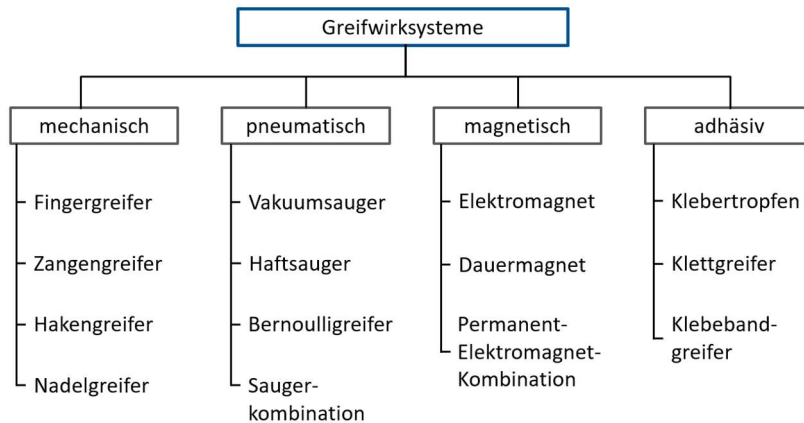 Greifwirksysteme
mechanisch
Fingergreifer
Zangengreifer
Hakengreifer
Nadelgreifer
pneumatisch
Vakuumsauger
Haftsauger
Bernoulligreifer
Sauger-
kombination
magnetisch
Elektromagnet
Dauermagnet
Permanent-
Elektromagnet-
Kombination
adhäsiv
Klebertropfen
Klettgreifer
Klebeband-
greifer